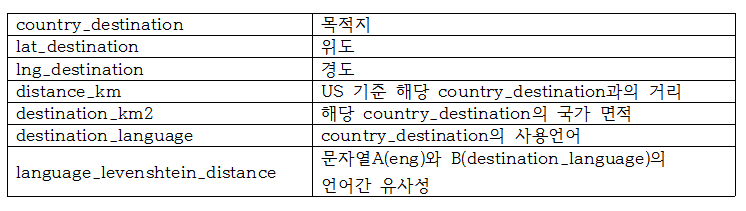 country_destination 목적지
lat_destination 위도
lng_destination 경도
distance_km US 기준 해당 country_destination과의 거리
destination_km2 해당 country_destination의 국가 면적
destination_language country_destination의 사용언어
language_levenshtein_distance 문자열A(eng)와 B(destination_language)의
언어간 유사성